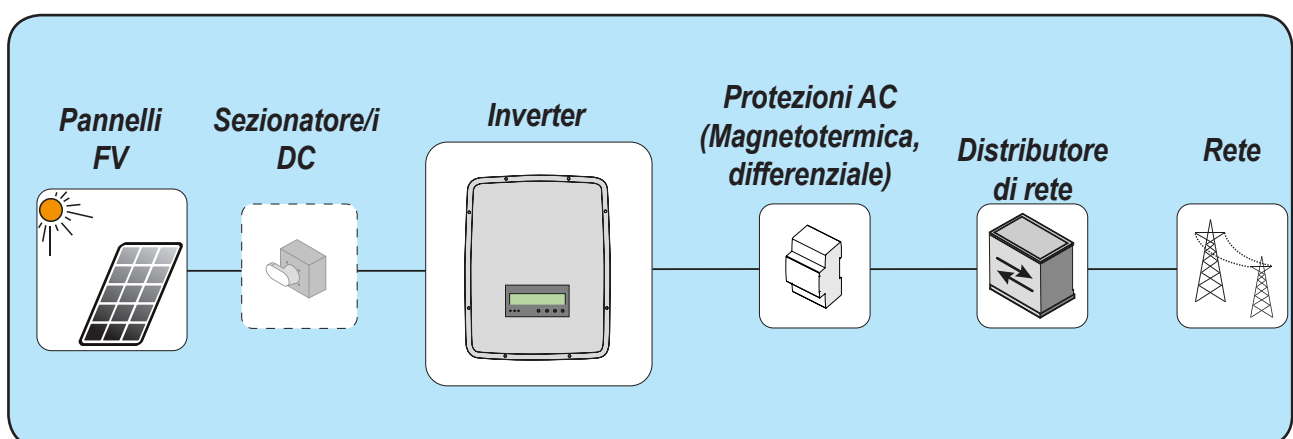 Pannelli
FV
Sezionatore/i
DC
Inverter
Protezioni AC
(Magnetotermica,
differenziale)
Distributore
di rete
Rete